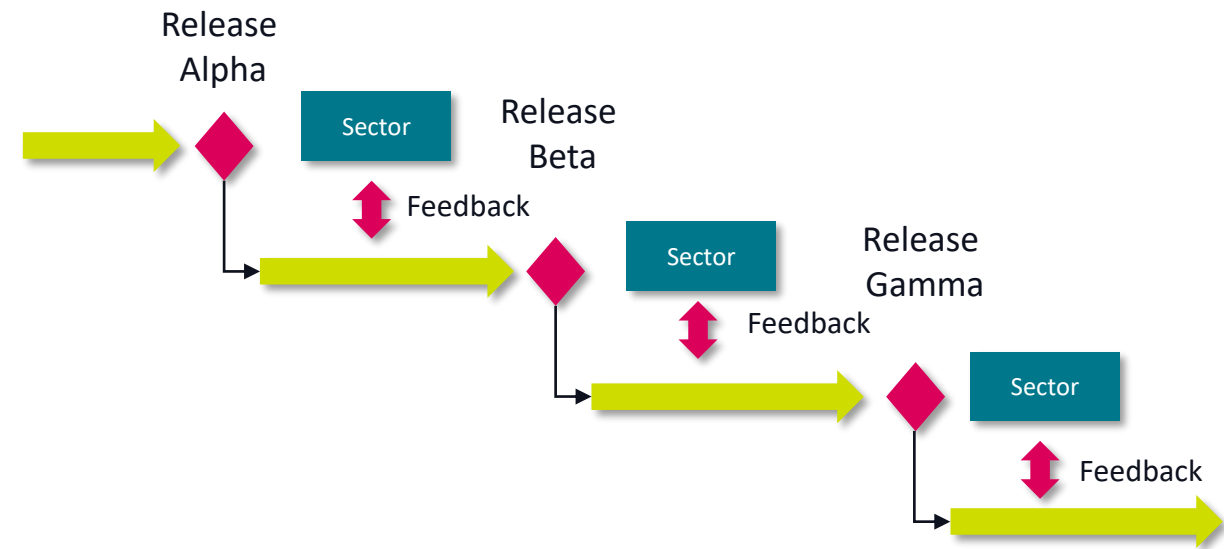 Release
Alpha
Sector
Release
Beta
Feedback
Sector
Release
Gamma
Feedback
Sector
Feedback